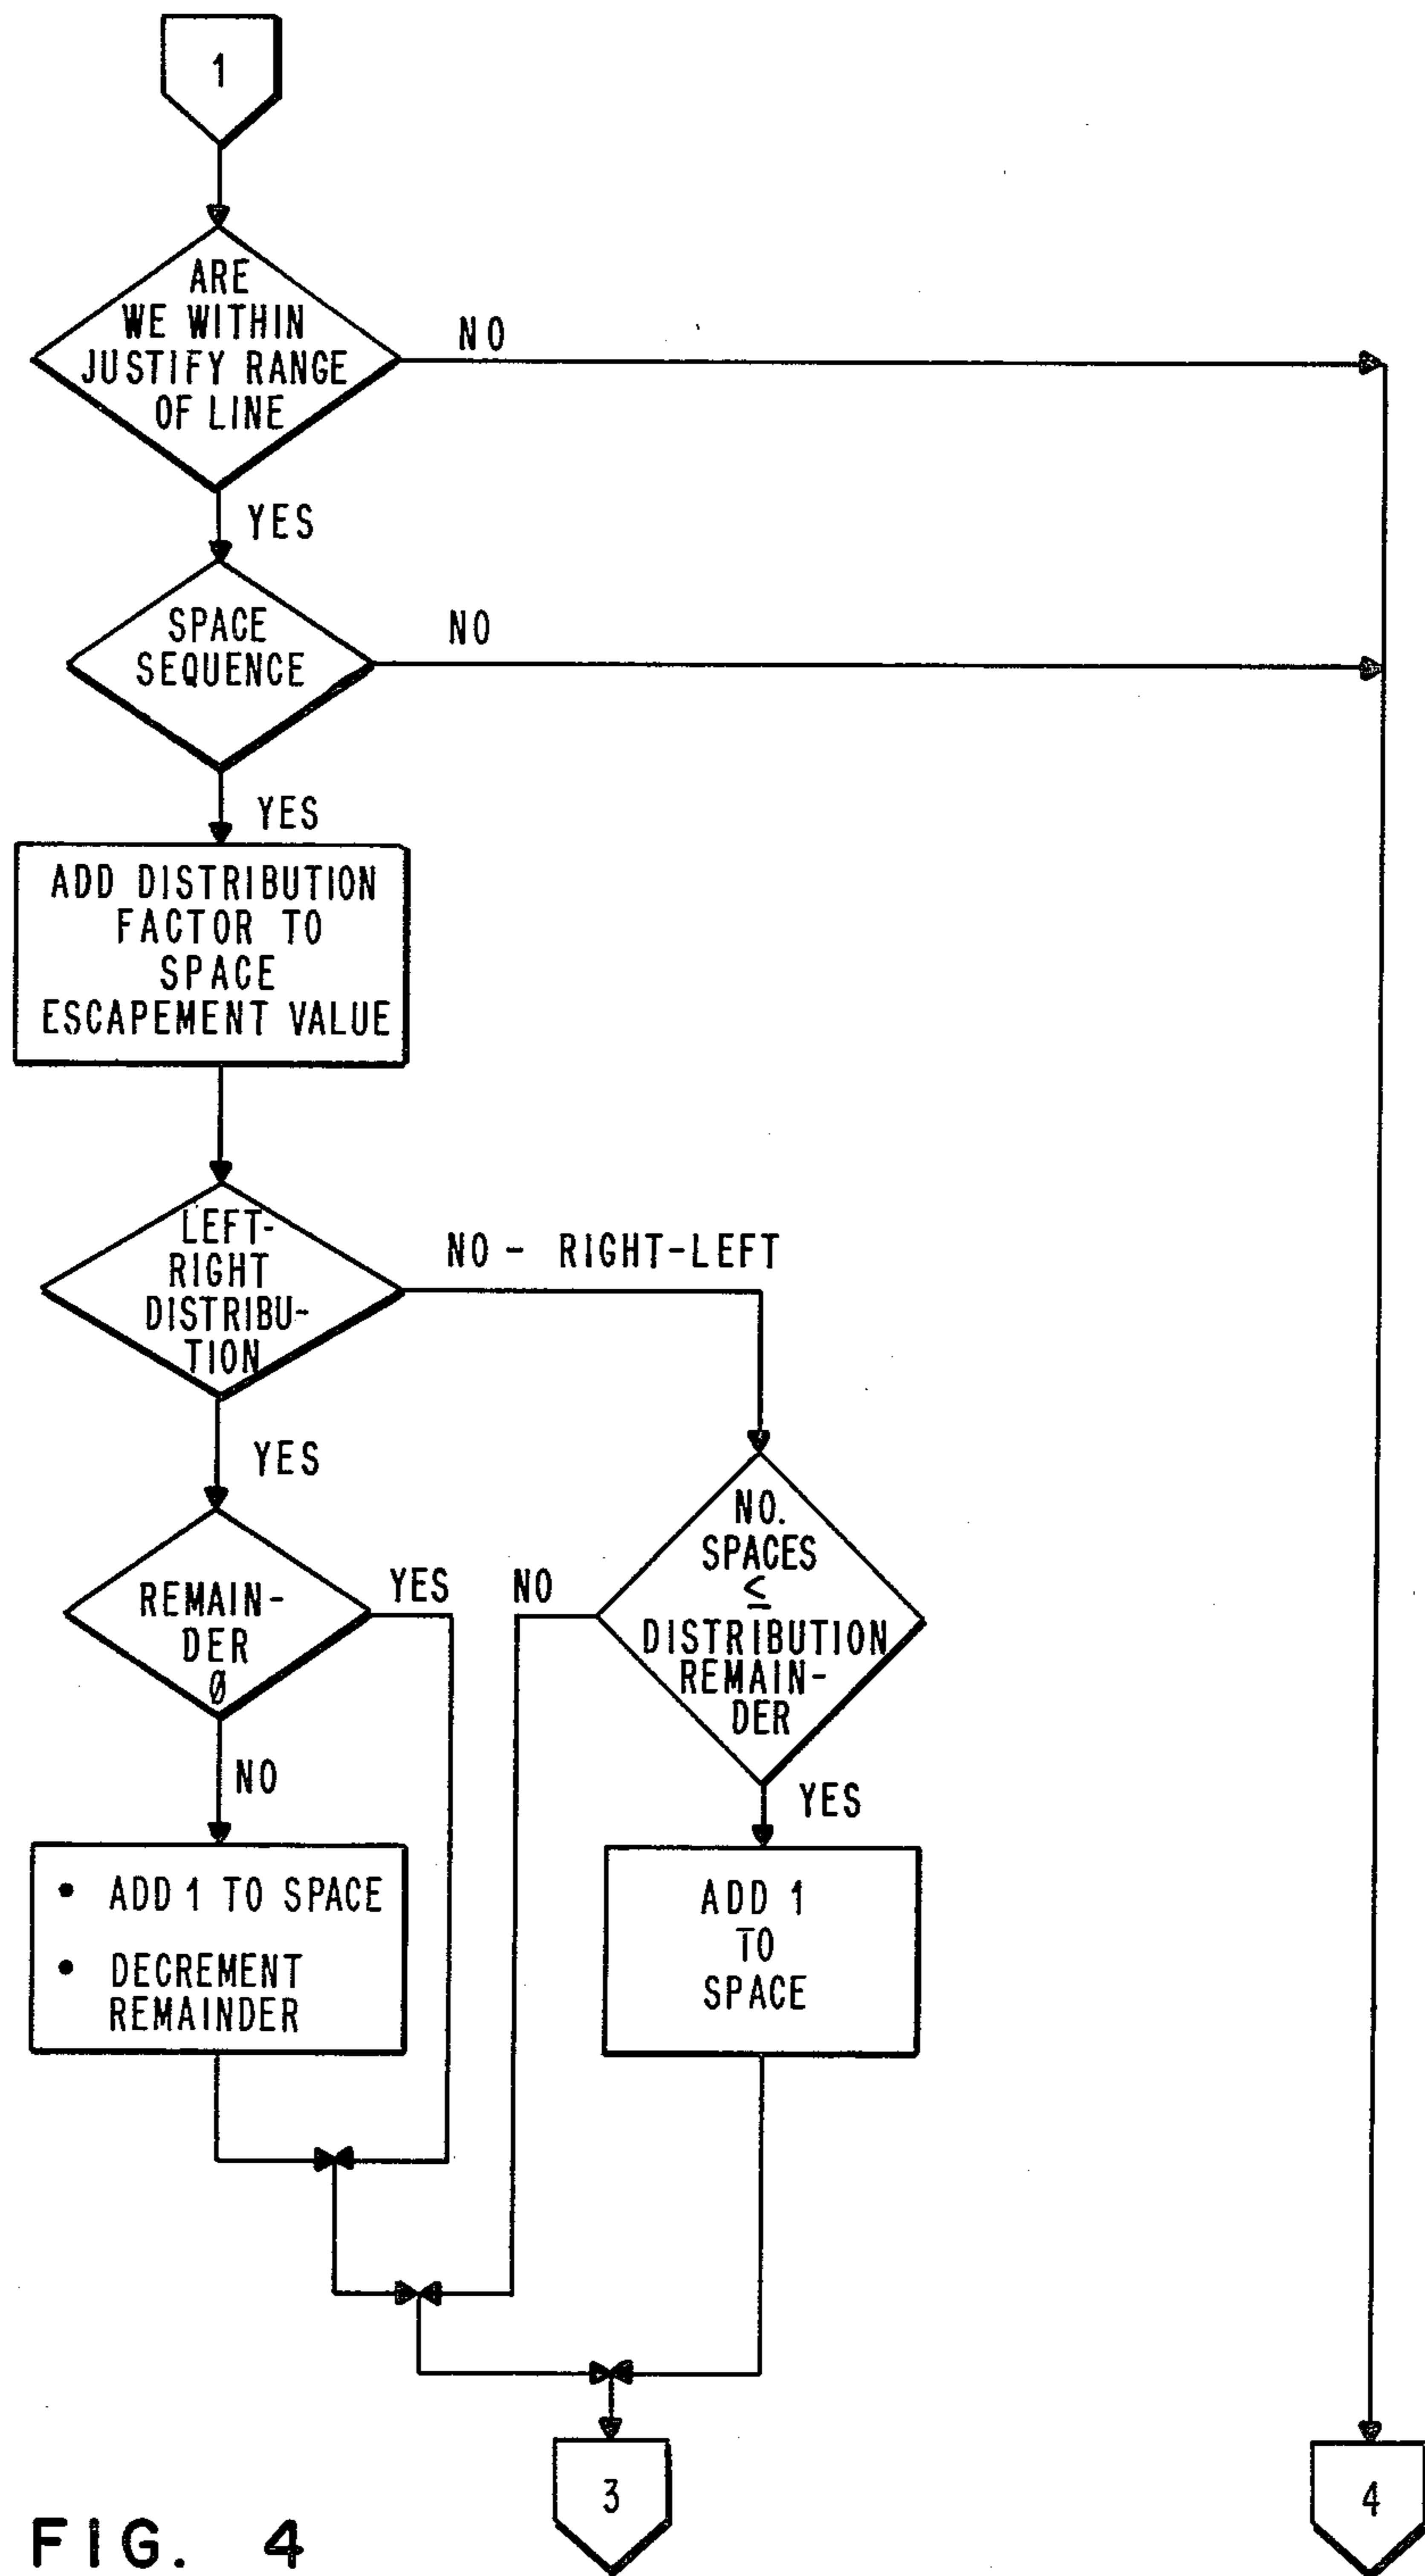 1
ARE
WE WITHIN
JUSTIFY RANGE
OF LINE
NO
YES
SPACE
SEQUENCE
NO
YES
ADD DISTRIBUTION
FACTOR TO
SPACE
ESCAPEMENT VALUE
LEFT-
RIGHT
DISTRIBU-
TION
NO - RIGHT-LEFT
YES
REMAIN-
DER
Ø
YES
NO
NO.
SPACES
≤
DISTRIBUTION
REMAIN-
DER
NO
YES
• ADD 1 TO SPACE
• DECREMENT
REMAINDER
ADD 1
TO
SPACE
3
4
FIG. 4